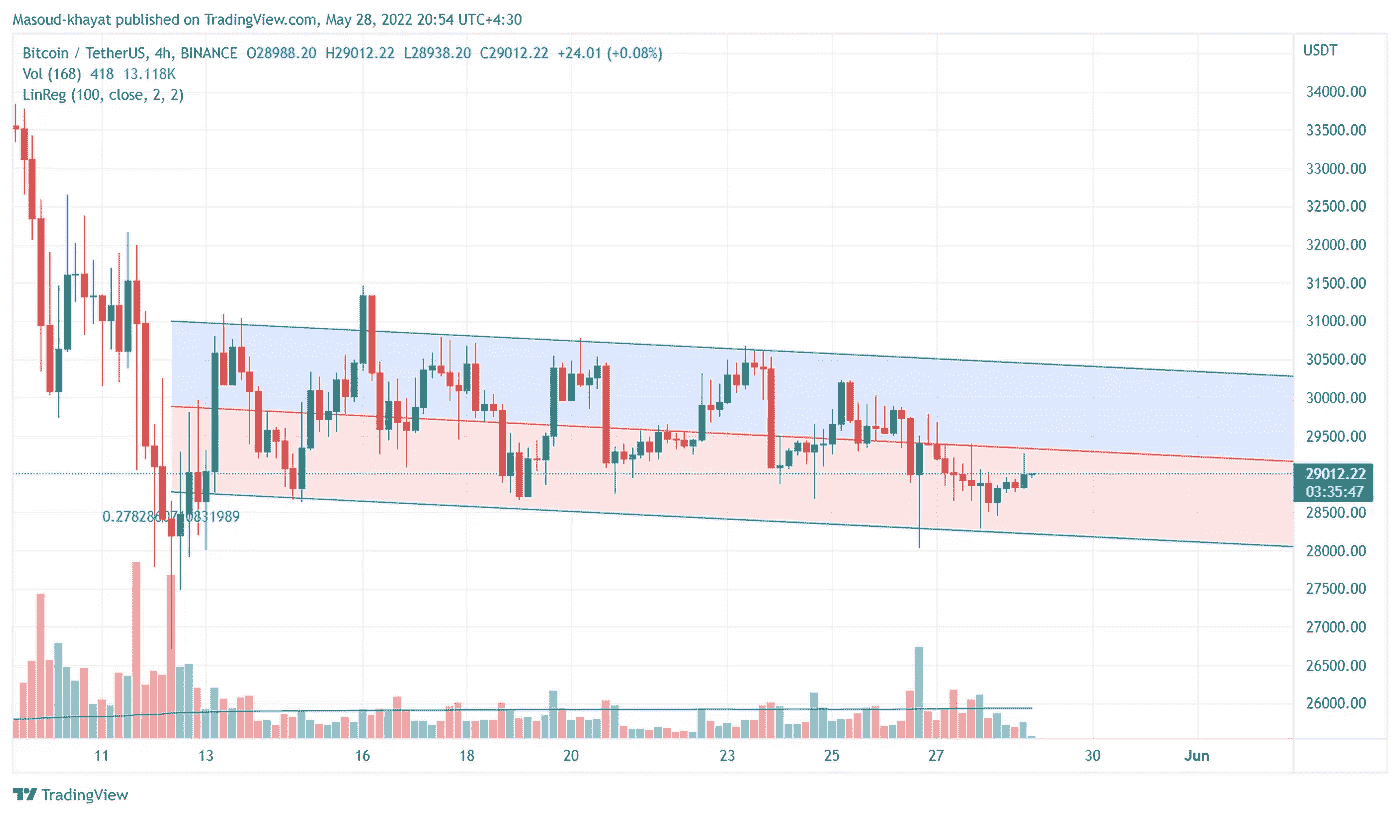 Masoud-khayat published on TradingView.com, May 28, 2022 20:54 UTC+4:30
Bitcoin / TetherUS, 4h, BINANCE O28988.20 H29012.22 L28938.20 C29012.22 +24.01 (+0.08%)
USDT
Vol (168) 418 13.118K
LinReg (100, close, 2, 2)
34000.00
33500.00
33000.00
32500.00
32000.00
31500.00
31000.00
30500.00
30000.00
29500.00
29012.22
03:35:47
28500.00
28000.00
27500.00
27000.00
26500.00
26000.00
11 13 16 18 20 23 25 27 30 Jun
TradingView